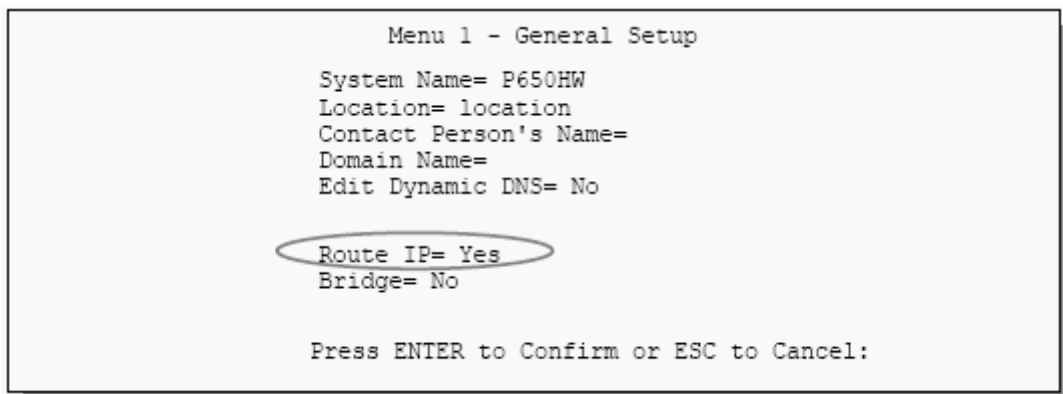 Menu 1 - General Setup
System Name= P650HW
Location= location
Contact Person's Name=
Domain Name=
Edit Dynamic DNS= No
Route IP= Yes
Bridge= No
Press ENTER to Confirm or ESC to Cancel: